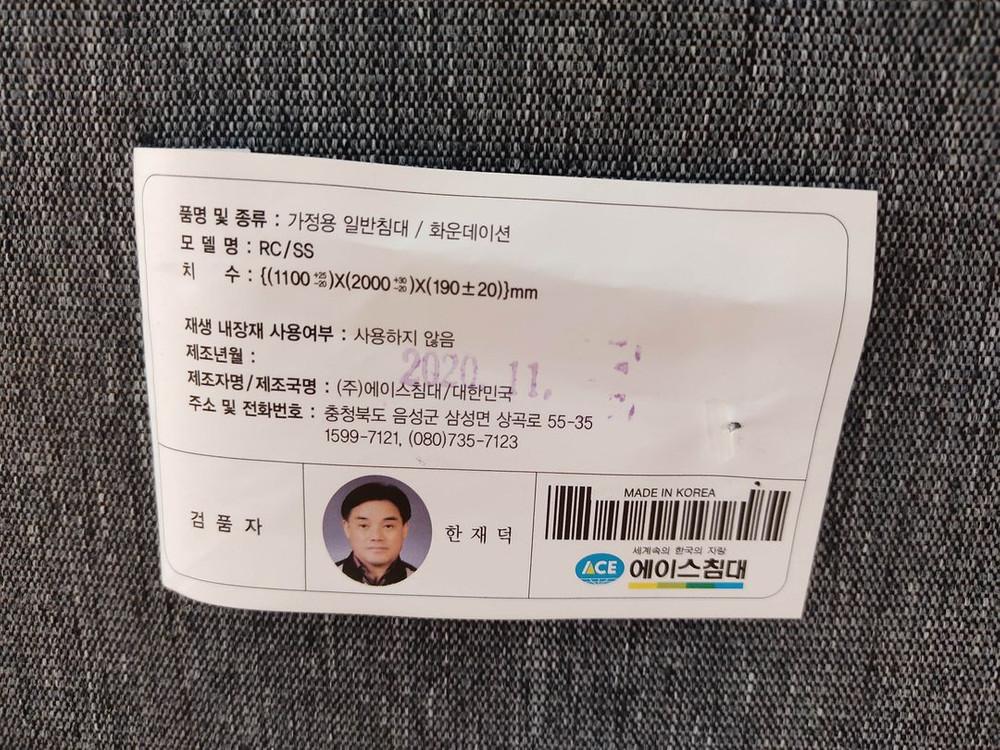 품명 및 종류 : 가정용 일반침대 / 화운데이션
모 델 명 : RC/SS
치 수 : {(1100 +25 -20)X(2000 +30 -20)X(190±20)}mm
재생 내장재 사용여부 : 사용하지 않음
제조년월 :
2020 11.
제조자명/제조국명 : (주)에이스침대/대한민국
주소 및 전화번호 : 충청북도 음성군 삼성면 상곡로 55-35
1599-7121, (080)735-7123
검 품 자
한 재 덕
MADE IN KOREA
세계속의 한국의 자랑
ACE 에이스침대